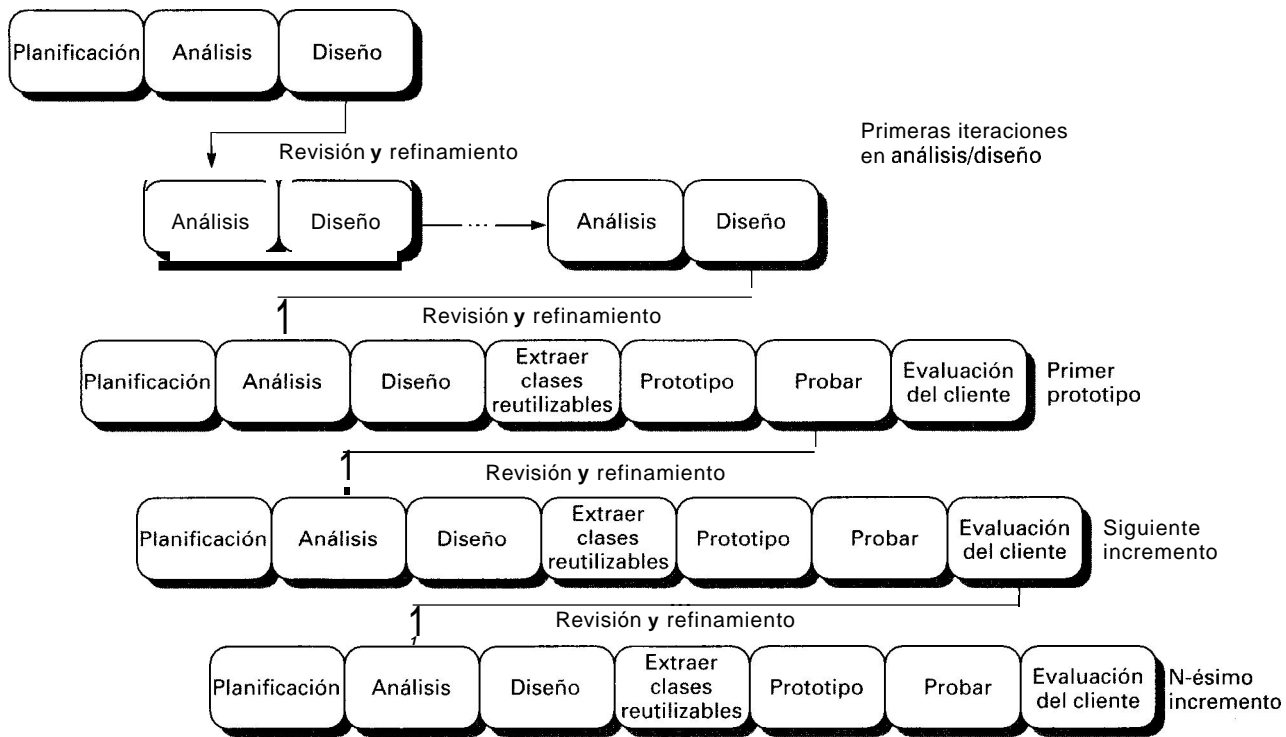 Planificación Análisis Diseño
Revisión y refinamiento
Primeras iteraciones
en análisis/diseño
Análisis Diseño ... Análisis Diseño
Revisión y refinamiento
Planificación Análisis Diseño
Extraer
clases
reutilizables
Prototipo Probar
Evaluación
del cliente
Primer
prototipo
Revisión y refinamiento
Planificación Análisis Diseño
Extraer
clases
reutilizables
Prototipo Probar
Evaluación
del cliente
Siguiente
incremento
...
Revisión y refinamiento
Planificación Análisis Diseño
Extraer
clases
reutilizables
Prototipo Probar
Evaluación
del cliente
N-ésimo
incremento